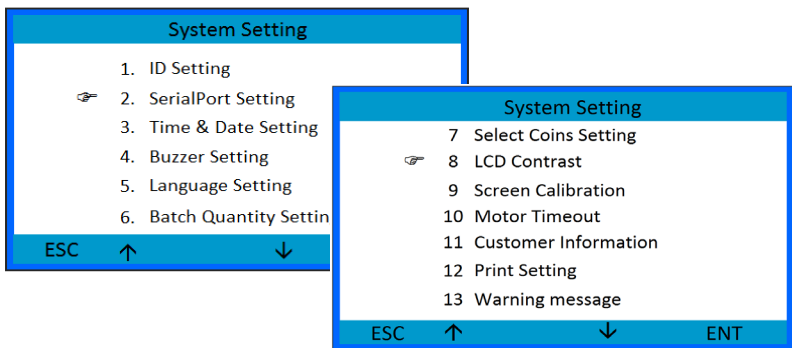 System Setting
1. ID Setting
☞ 2. SerialPort Setting
3. Time & Date Setting
4. Buzzer Setting
5. Language Setting
6. Batch Quantity Settin
ESC ↑ ↓
System Setting
7 Select Coins Setting
☞ 8 LCD Contrast
9 Screen Calibration
10 Motor Timeout
11 Customer Information
12 Print Setting
13 Warning message
ESC ↑ ↓ ENT